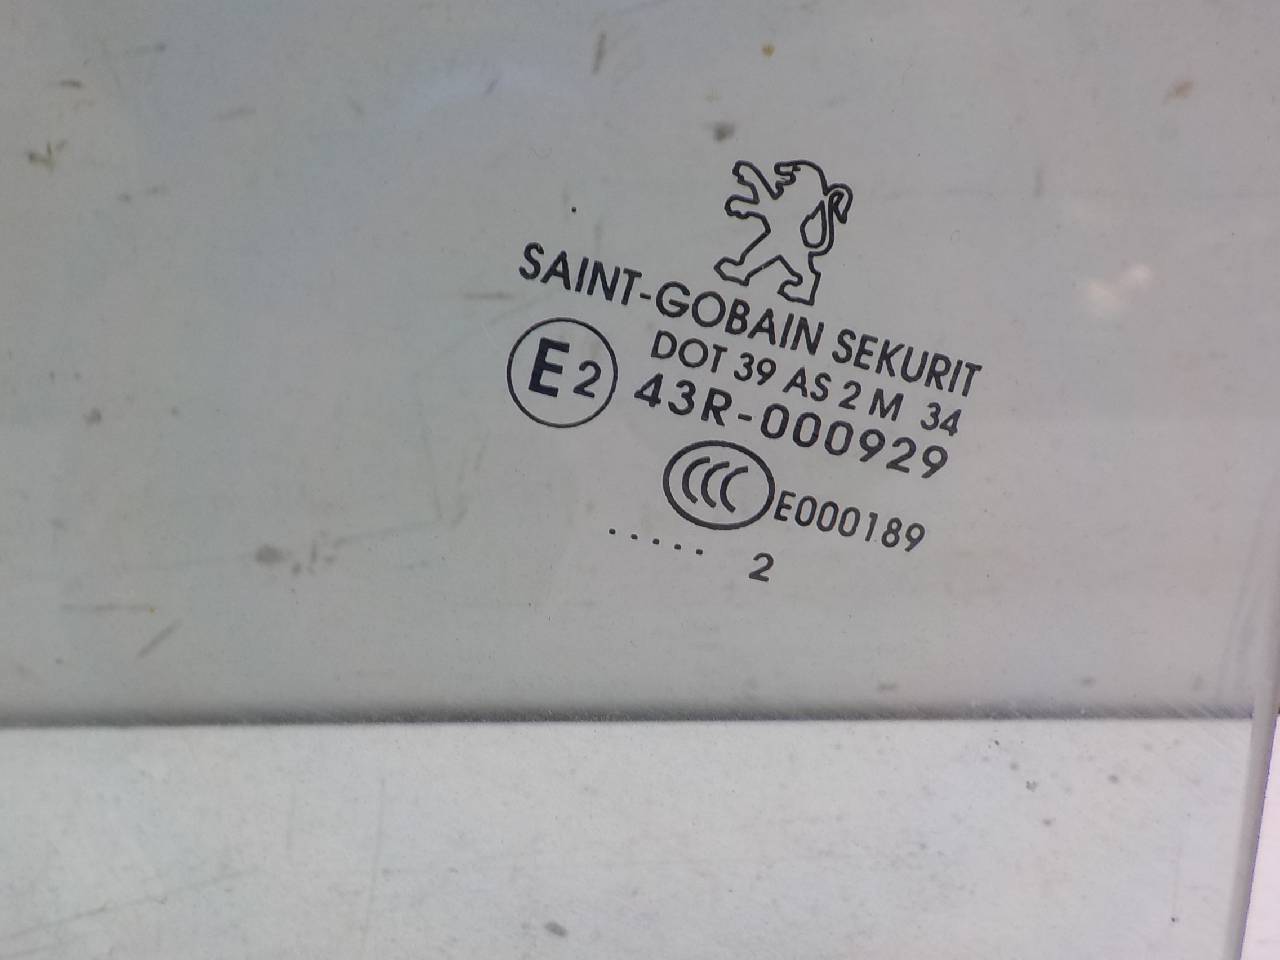 SAINT-GOBAIN SEKURIT
DOT 39 AS 2 M 34
E2 43R-000929
CCC E000189
..... 2